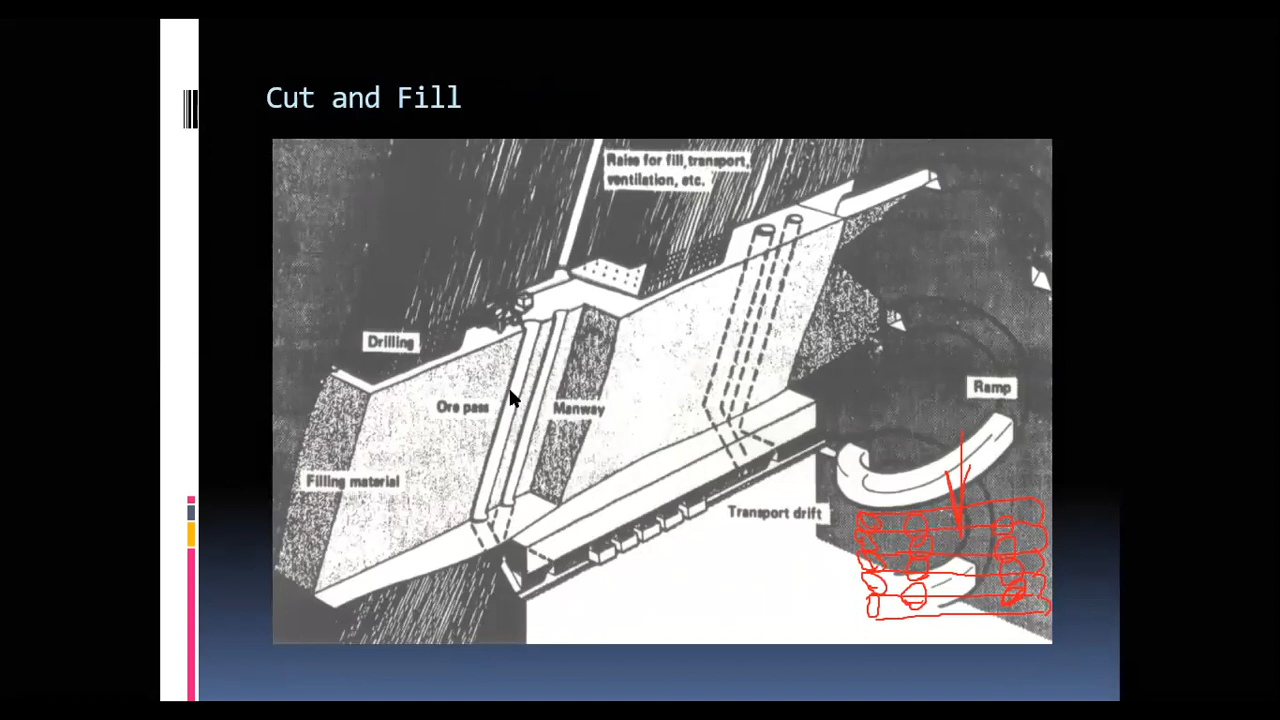 Cut and Fill
Raise for fill, transport,
ventilation, etc.
Drilling
Ramp
Ore pass
Manway
Filling material
Transport drift